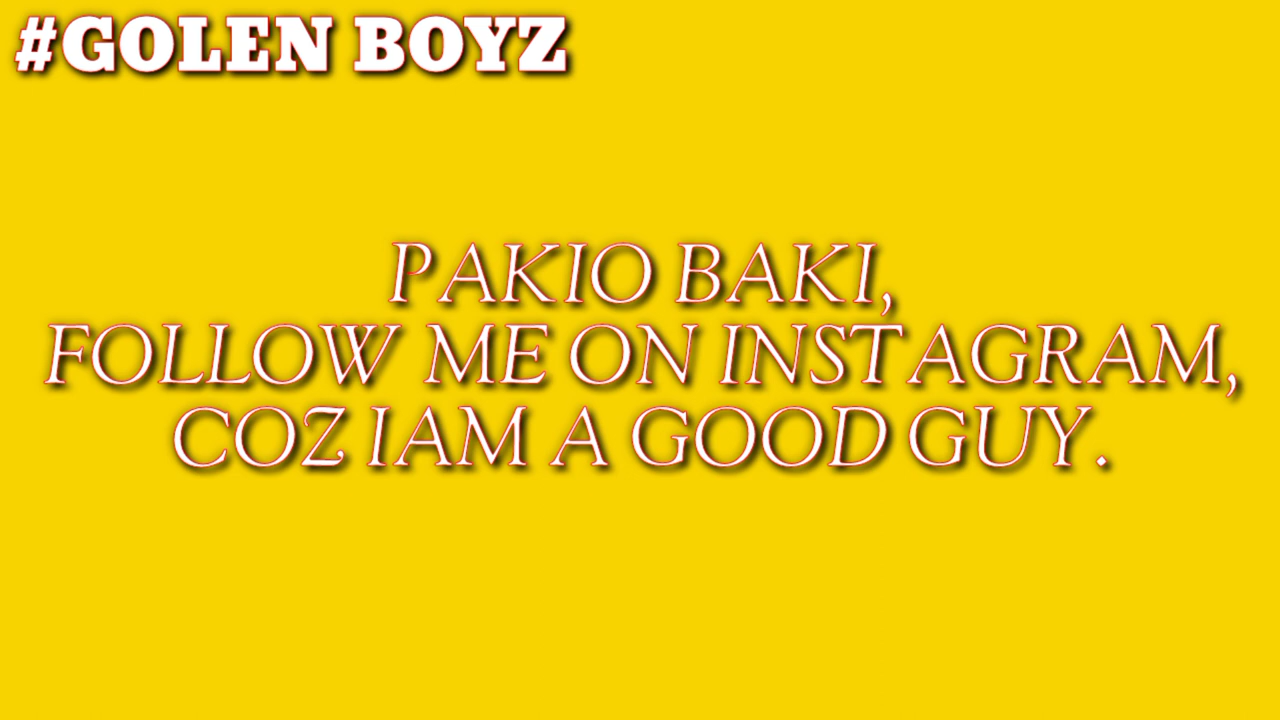 #GOLEN BOYZ
PAKIO BAKI,
FOLLOW ME ON INSTAGRAM,
COZ IAM A GOOD GUY.